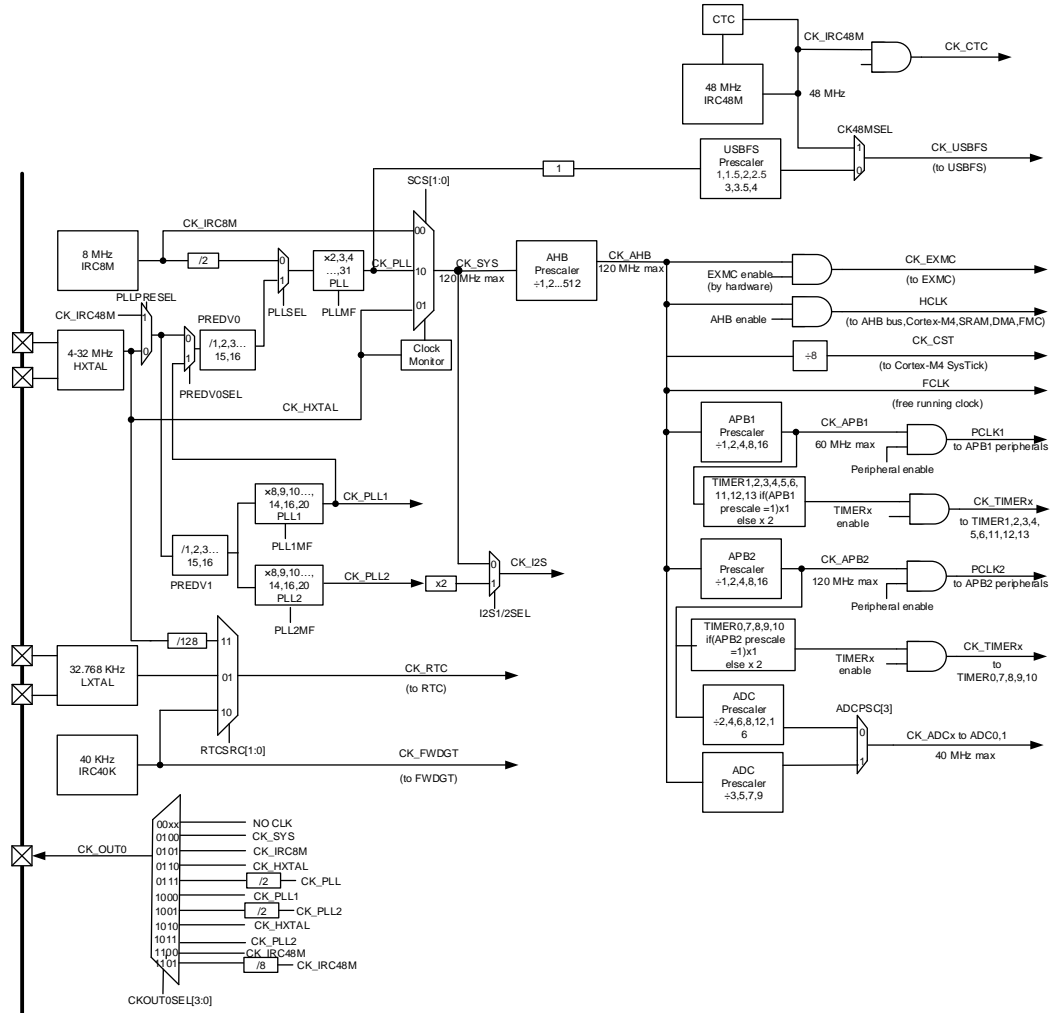 CTC
CK_IRC48M
CK_CTC
48 MHz
IRC48M
48 MHz
CK48MSEL
USBFS
Prescaler
1,1.5,2,2.5
3,3.5,4
1
0
CK_USBFS
(to USBFS)
1
SCS[1:0]
CK_IRC8M
8 MHz
IRC8M
/2
0
1
PLLSEL
×2,3,4
...,31
PLL
PLLMF
CK_PLL
00
10
01
CK_SYS
120 MHz max
AHB
Prescaler
÷1,2...512
CK_AHB
120 MHz max
EXMC enable
(by hardware)
CK_EXMC
(to EXMC)
HCLK
AHB enable
(to AHB bus,Cortex-M4,SRAM,DMA,FMC)
CK_CST
÷8
(to Cortex-M4 SysTick)
FCLK
(free running clock)
PLLPRESEL
CK_IRC48M
1
0
4-32 MHz
HXTAL
PREDV0
0
1
/1,2,3...
15,16
PREDV0SEL
Clock
Monitor
CK_HXTAL
APB1
Prescaler
÷1,2,4,8,16
CK_APB1
60 MHz max
PCLK1
to APB1 peripherals
Peripheral enable
TIMER1,2,3,4,5,6,
11,12,13 if(APB1
prescale =1)x1
else x 2
TIMERx
enable
CK_TIMERx
to TIMER1,2,3,4,
5,6,11,12,13
×8,9,10...,
14,16,20
PLL1
CK_PLL1
PLL1MF
/1,2,3...
15,16
PREDV1
×8,9,10...,
14,16,20
PLL2
CK_PLL2
PLL2MF
x2
0
1
CK_I2S
I2S1/2SEL
APB2
Prescaler
÷1,2,4,8,16
CK_APB2
120 MHz max
PCLK2
to APB2 peripherals
Peripheral enable
TIMER0,7,8,9,10
if(APB2 prescale
=1)x1
else x 2
TIMERx
enable
CK_TIMERx
to
TIMER0,7,8,9,10
/128
11
01
10
32.768 KHz
LXTAL
CK_RTC
(to RTC)
RTCSRC[1:0]
40 KHz
IRC40K
CK_FWDGT
(to FWDGT)
ADC
Prescaler
÷2,4,6,8,12,1
6
ADCPSC[3]
0
1
CK_ADCx to ADC0,1
40 MHz max
ADC
Prescaler
÷3,5,7,9
CK_OUT0
00xx
NO CLK
0100
CK_SYS
0101
CK_IRC8M
0110
CK_HXTAL
0111
/2
CK_PLL
1000
CK_PLL1
1001
/2
CK_PLL2
1010
CK_HXTAL
1011
CK_PLL2
1100
CK_IRC48M
1101
/8
CK_IRC48M
CKOUT0SEL[3:0]